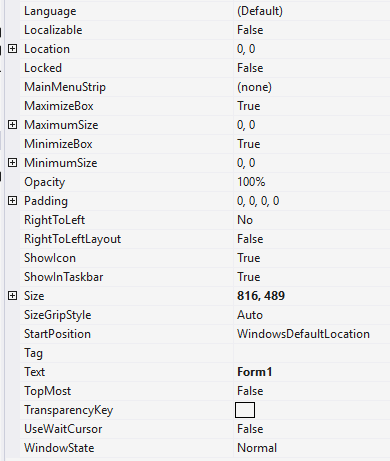 Language (Default)
Localizable False
Location 0, 0
Locked False
MainMenuStrip (none)
MaximizeBox True
MaximumSize 0, 0
MinimizeBox True
MinimumSize 0, 0
Opacity 100%
Padding 0, 0, 0, 0
RightToLeft No
RightToLeftLayout False
ShowIcon True
ShowInTaskbar True
Size 816, 489
SizeGripStyle Auto
StartPosition WindowsDefaultLocation
Tag
Text Form1
TopMost False
TransparencyKey
UseWaitCursor False
WindowState Normal